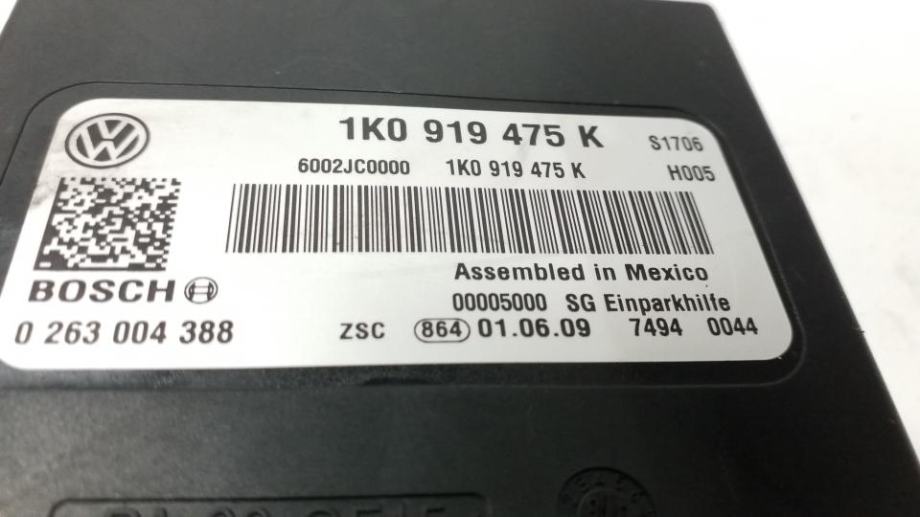 1K0 919 475 K S1706
6002JC0000 1K0 919 475 K H005
Assembled in Mexico
BOSCH
00005000 SG Einparkhilfe
0 263 004 388 ZSC 864 01.06.09 7494 0044